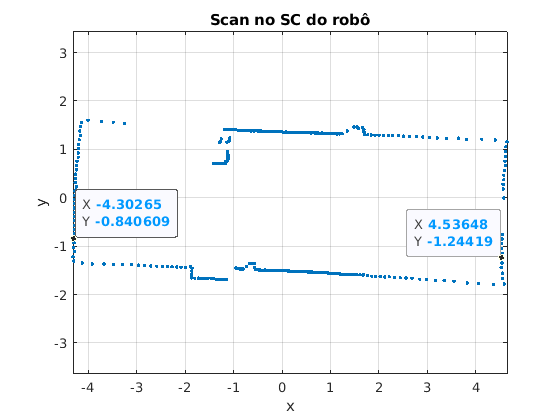 Scan no SC do robô
3
2
1
0
-1
-2
-3
y
X -4.30265
Y -0.840609
X 4.53648
Y -1.24419
-4 -3 -2 -1 0 1 2 3 4
x